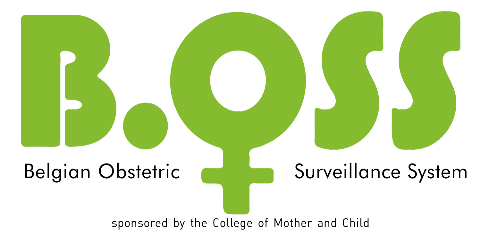 B.OSS
Belgian Obstetric Surveillance System
sponsored by the College of Mother and Child